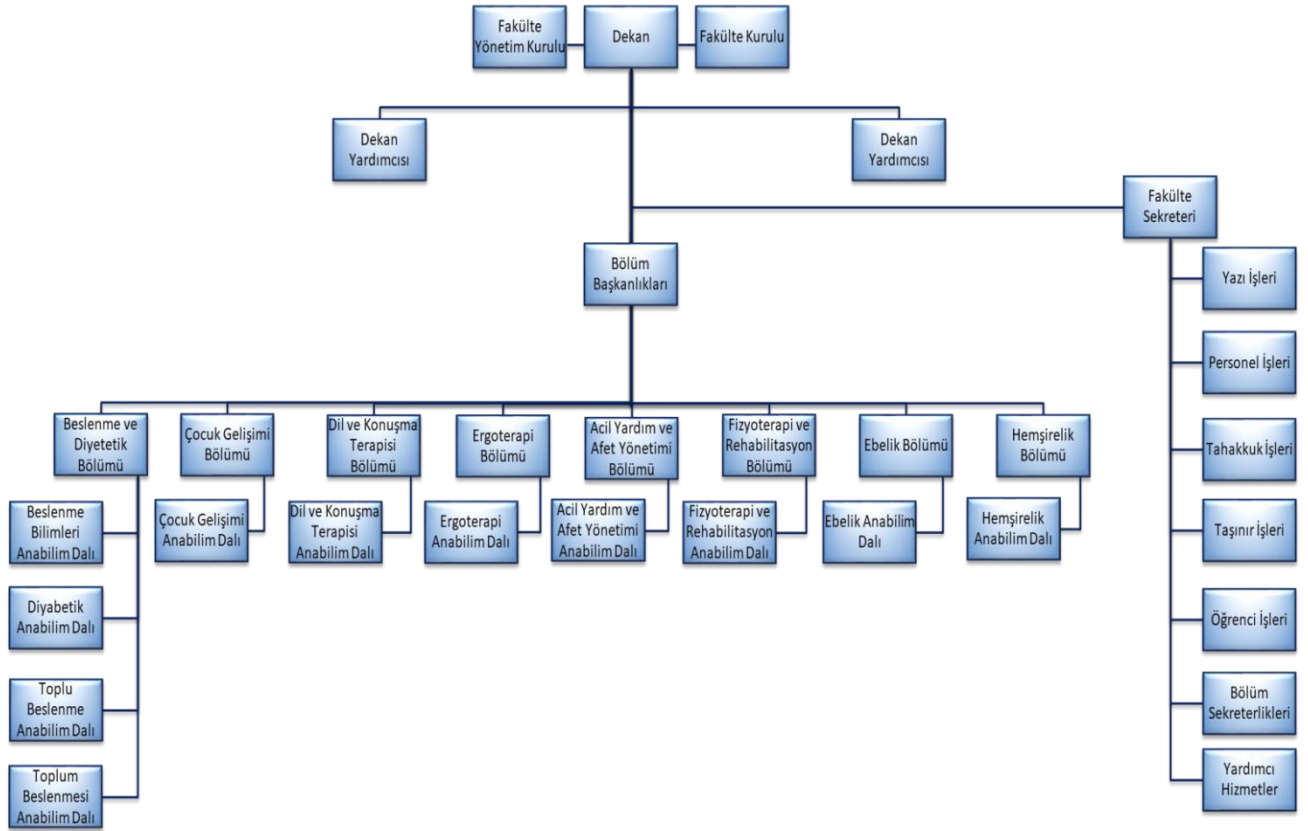 Fakülte
Yönetim Kurulu
Dekan
Fakülte Kurulu
Dekan
Yardımcısı
Dekan
Yardımcısı
Fakülte
Sekreteri
Bölüm
Başkanlıkları
Yazı İşleri
Personel İşleri
Tahakkuk İşleri
Taşınır İşleri
Öğrenci İşleri
Bölüm
Sekreterlikleri
Yardımcı
Hizmetler
Beslenme ve
Diyetetik
Bölümü
Çocuk Gelişimi
Bölümü
Dil ve Konuşma
Terapisi
Bölümü
Ergoterapi
Bölümü
Acil Yardım ve
Afet Yönetimi
Bölümü
Fizyoterapi ve
Rehabilitasyon
Bölümü
Ebelik Bölümü
Hemşirelik
Bölümü
Beslenme
Bilimleri
Anabilim Dalı
Çocuk Gelişimi
Anabilim Dalı
Dil ve Konuşma
Terapisi
Anabilim Dalı
Ergoterapi
Anabilim Dalı
Acil Yardım ve
Afet Yönetimi
Anabilim Dalı
Fizyoterapi ve
Rehabilitasyon
Anabilim Dalı
Ebelik Anabilim
Dalı
Hemşirelik
Anabilim Dalı
Diyabetik
Anabilim Dalı
Toplu
Beslenme
Anabilim Dalı
Toplum
Beslenmesi
Anabilim Dalı